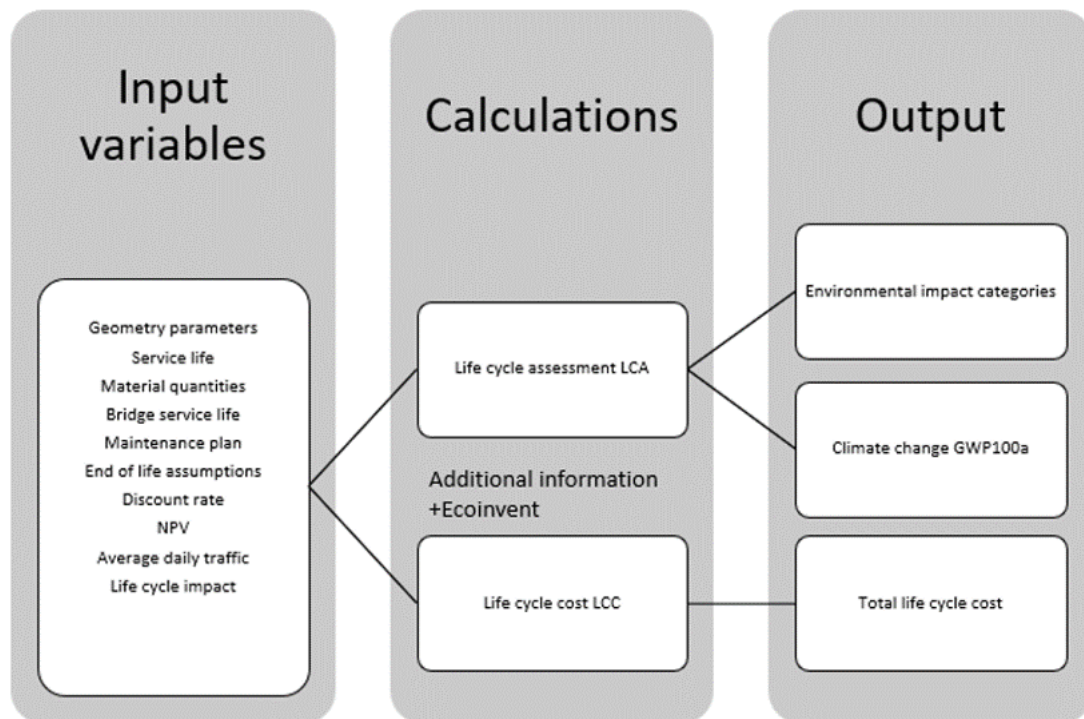 Input
variables
Geometry parameters
Service life
Material quantities
Bridge service life
Maintenance plan
End of life assumptions
Discount rate
NPV
Average daily traffic
Life cycle impact
Calculations
Life cycle assessment LCA
Additional information
+Ecoinvent
Life cycle cost LCC
Output
Environmental impact categories
Climate change GWP100a
Total life cycle cost